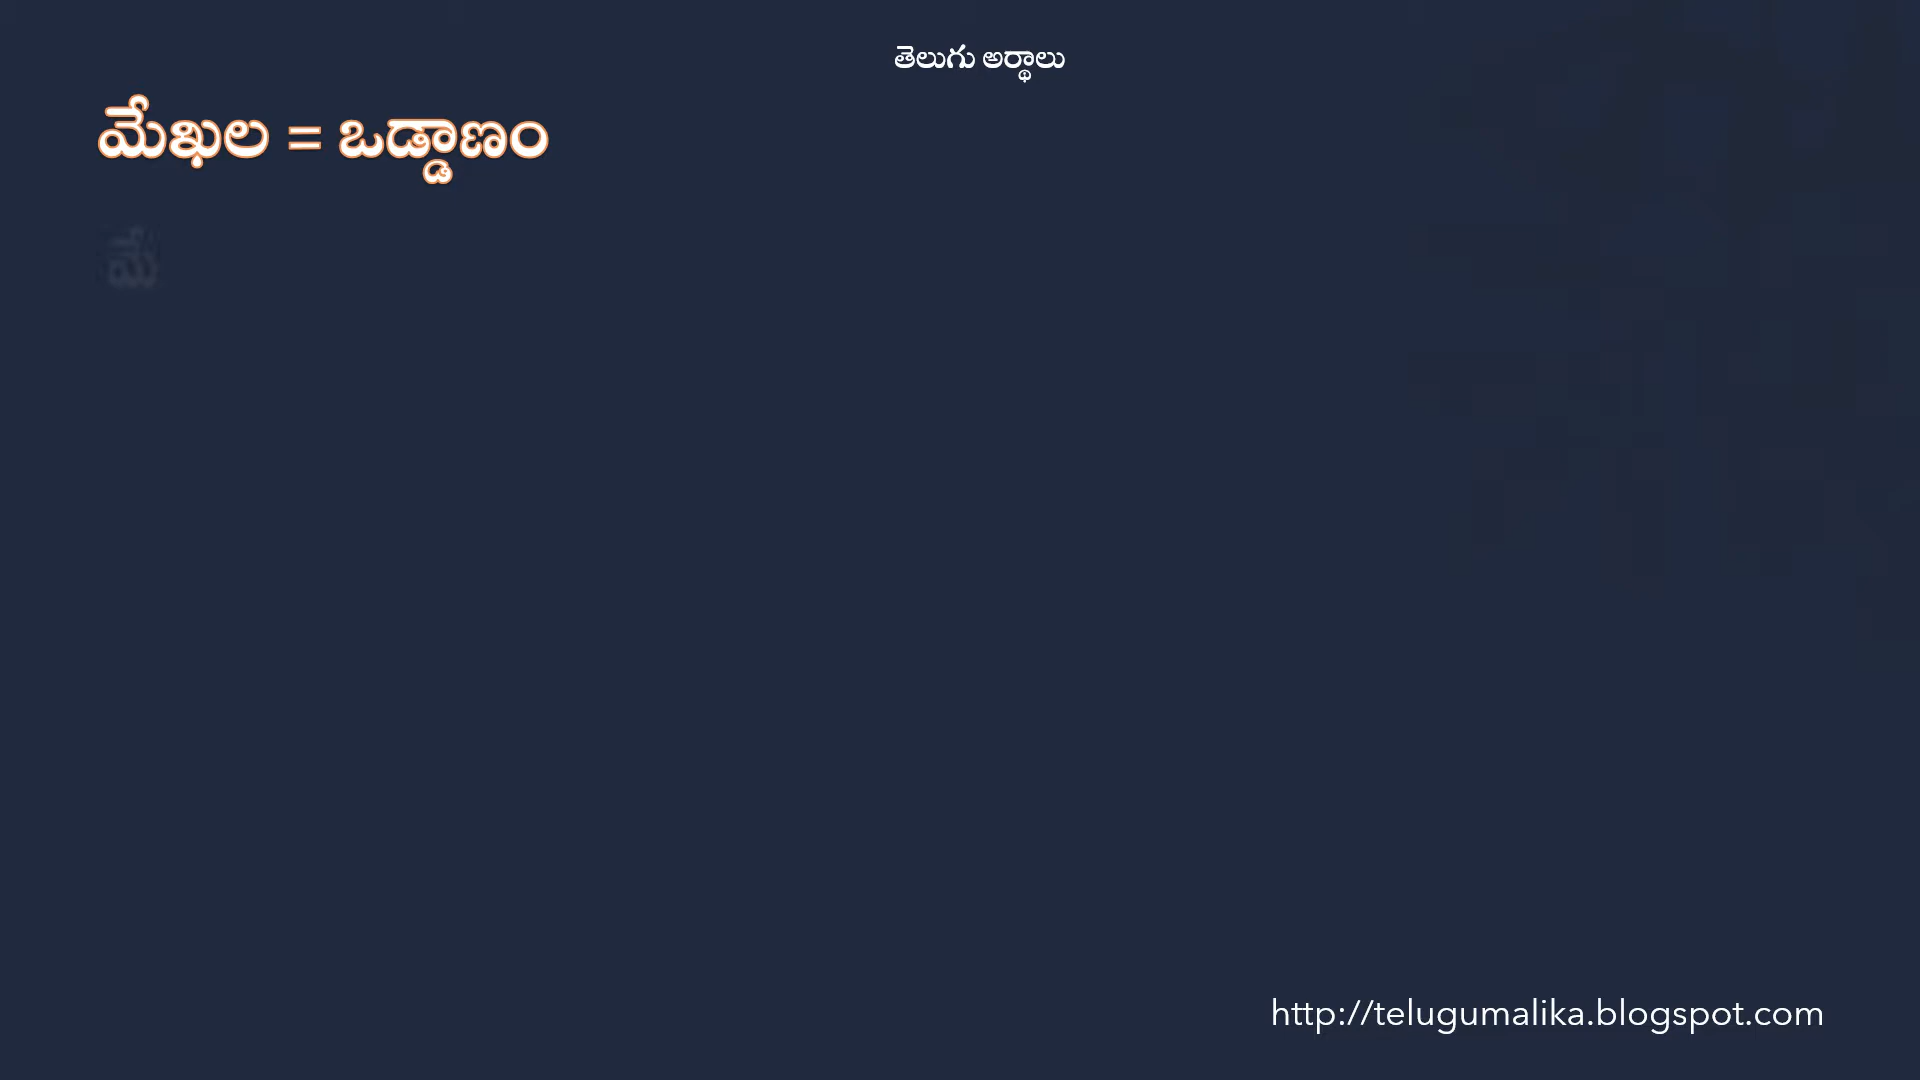 తెలుగు అర్థాలు
మేఖల = ఒడ్డాణం
మే
http://telugumalika.blogspot.com